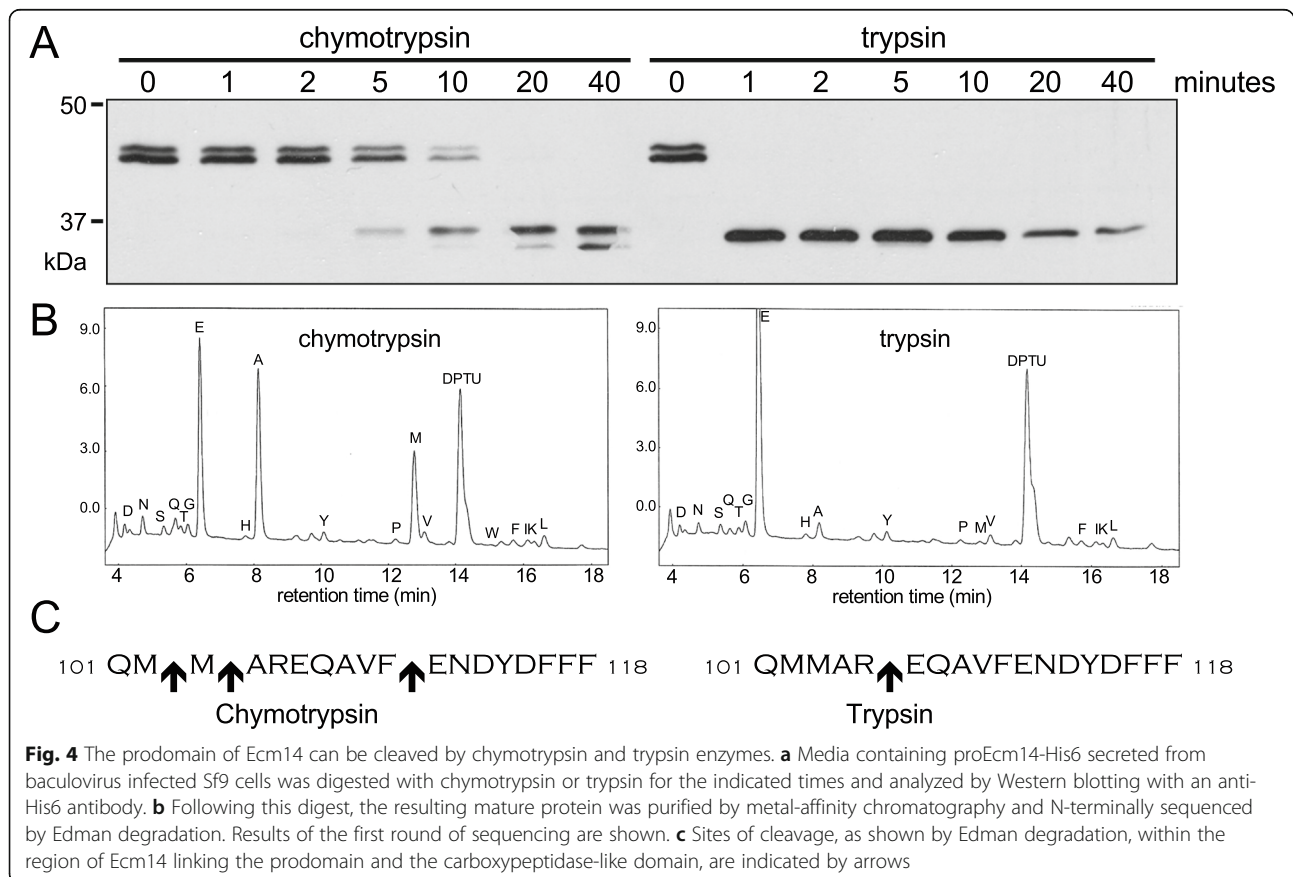 A
chymotrypsin trypsin
0 1 2 5 10 20 40 0 1 2 5 10 20 40 minutes
50
37
kDa
B
chymotrypsin
9.0
6.0
3.0
0.0
D N S Q T G E H A Y P M V DPTU W F I K L
4 6 8 10 12 14 16 18
retention time (min)
trypsin
9.0
6.0
3.0
0.0
D N S Q T G E H A Y P M V DPTU F I K L
4 6 8 10 12 14 16 18
retention time (min)
C
101 QM M AREQAVF ENDYDFFF 118
Chymotrypsin
101 QMMAR EQAVFENDYDFFF 118
Trypsin
Fig. 4 The prodomain of Ecm14 can be cleaved by chymotrypsin and trypsin enzymes. a Media containing proEcm14-His6 secreted from
baculovirus infected Sf9 cells was digested with chymotrypsin or trypsin for the indicated times and analyzed by Western blotting with an anti-
His6 antibody. b Following this digest, the resulting mature protein was purified by metal-affinity chromatography and N-terminally sequenced
by Edman degradation. Results of the first round of sequencing are shown. c Sites of cleavage, as shown by Edman degradation, within the
region of Ecm14 linking the prodomain and the carboxypeptidase-like domain, are indicated by arrows